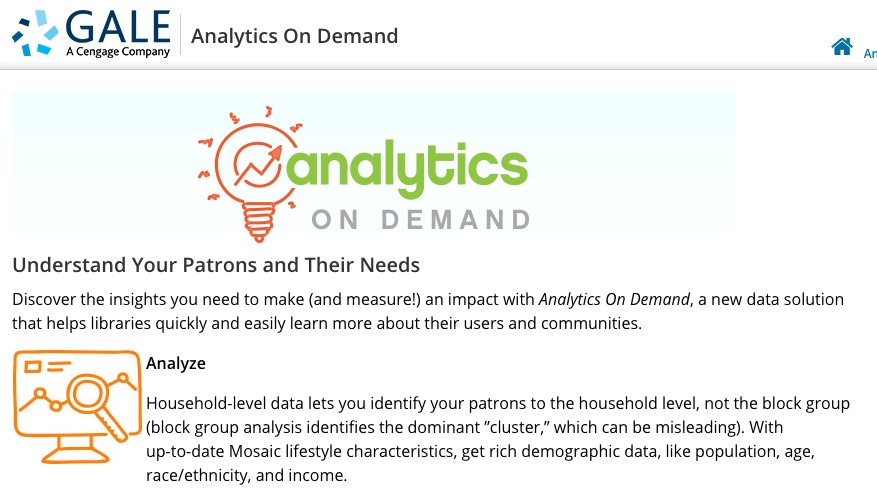 GALE
A Cengage Company
Analytics On Demand
An
analytics
ON DEMAND
Understand Your Patrons and Their Needs
Discover the insights you need to make (and measure!) an impact with Analytics On Demand, a new data solution
that helps libraries quickly and easily learn more about their users and communities.
Analyze
Household-level data lets you identify your patrons to the household level, not the block group
(block group analysis identifies the dominant ”cluster,” which can be misleading). With
up-to-date Mosaic lifestyle characteristics, get rich demographic data, like population, age,
race/ethnicity, and income.